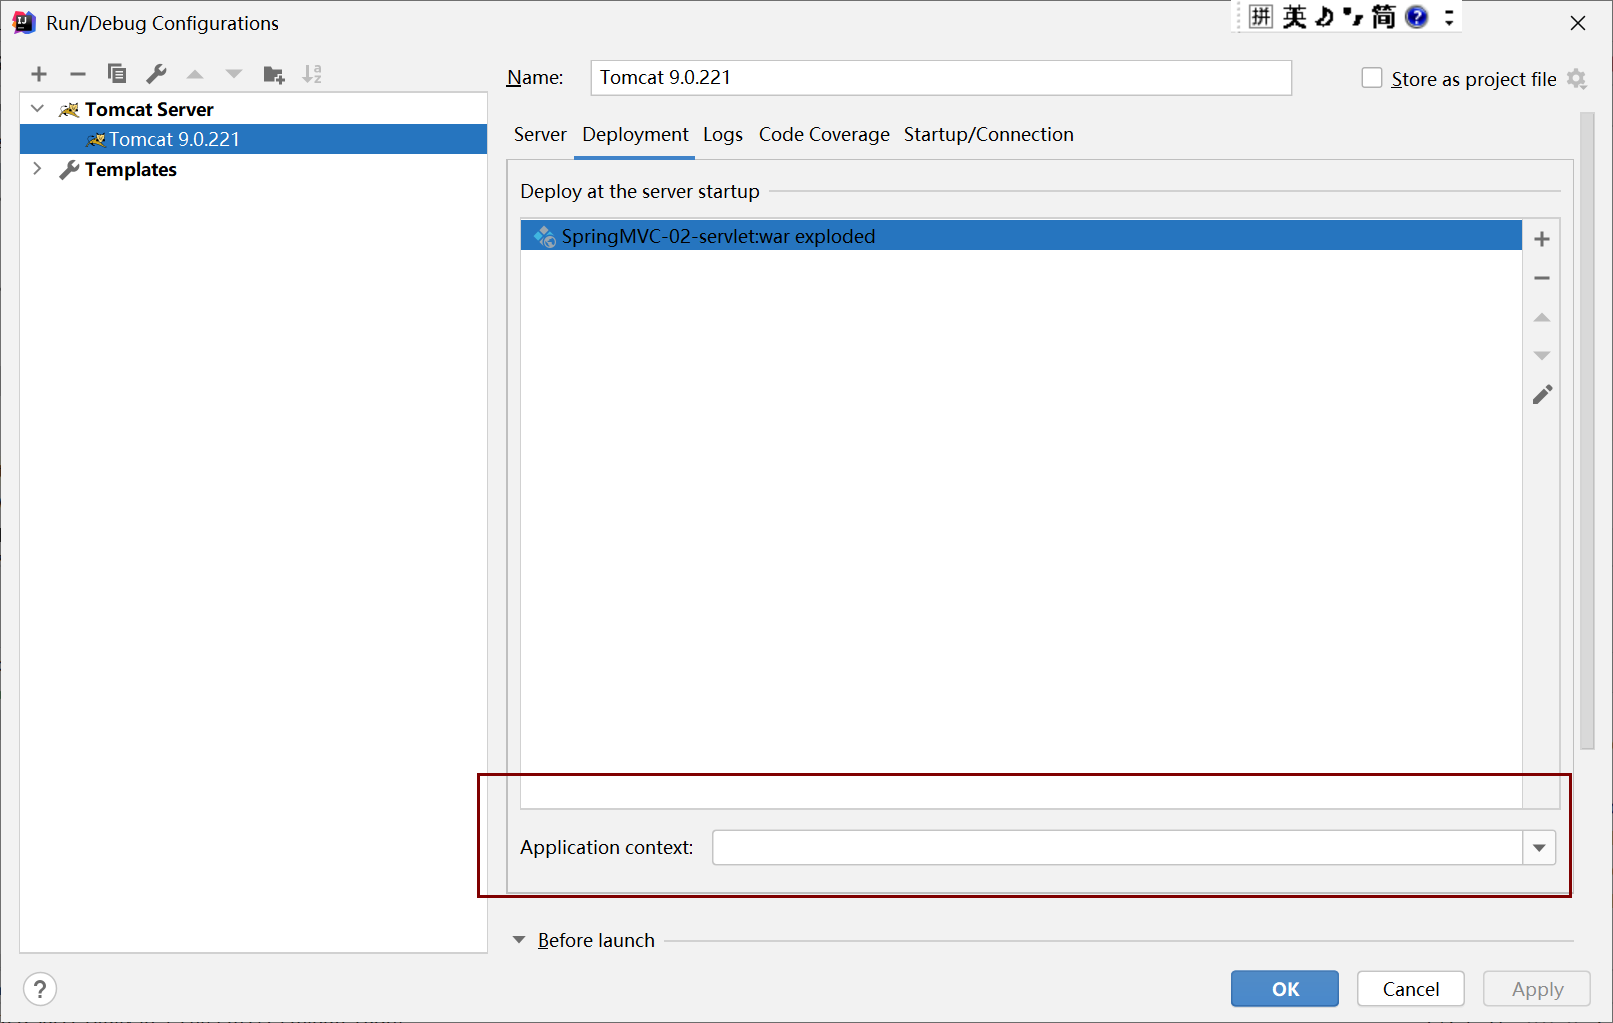 Run/Debug Configurations
拼 英 简 ?
Name: Tomcat 9.0.221
Store as project file
Tomcat Server
Tomcat 9.0.221
Templates
Server Deployment Logs Code Coverage Startup/Connection
Deploy at the server startup
SpringMVC-02-servlet:war exploded
Application context:
Before launch
?
OK Cancel Apply